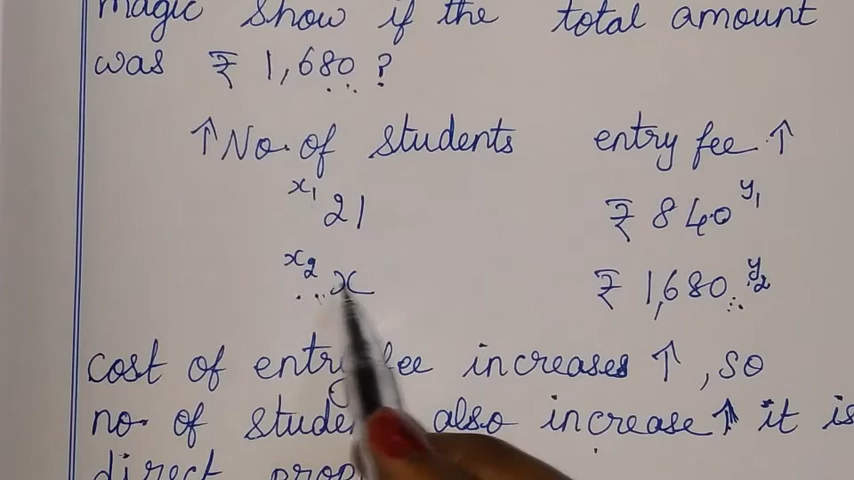 magic show if the total amount
was ₹ 1,680 ?
↑ No. of students entry fee ↑
x₁ 21 ₹ 840 y₁
x₂ x ₹ 1,680 y₂
cost of entry fee increases ↑, so
no. of also increase ↑ it is
direct